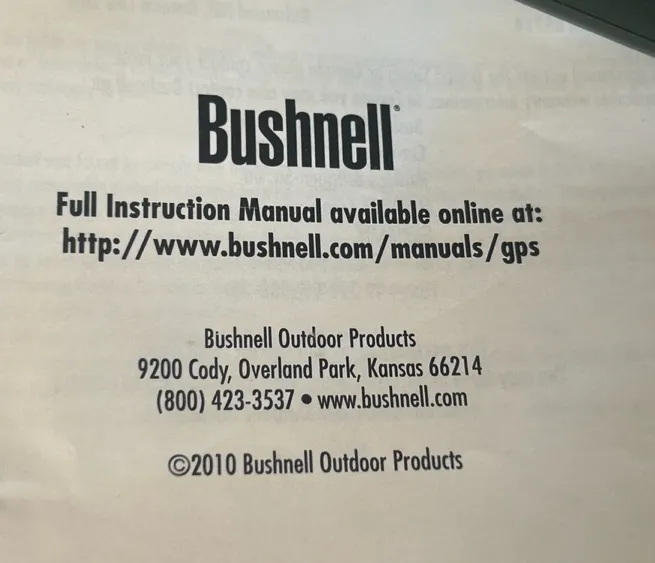 Bushnell®
Full Instruction Manual available online at:
http://www.bushnell.com/manuals/gps
Bushnell Outdoor Products
9200 Cody, Overland Park, Kansas 66214
(800) 423-3537 • www.bushnell.com
©2010 Bushnell Outdoor Products